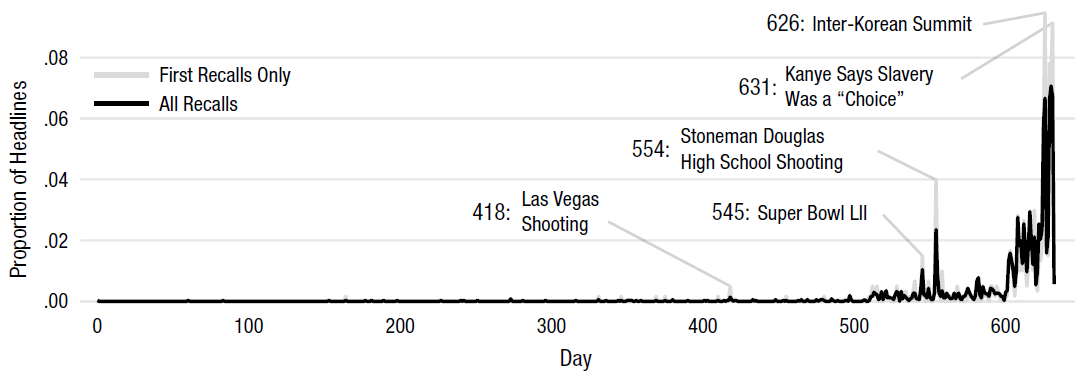 626: Inter-Korean Summit
.08
First Recalls Only
631: Kanye Says Slavery
Was a “Choice”
All Recalls
.06
Proportion of Headlines
554: Stoneman Douglas
High School Shooting
.04
418: Las Vegas
Shooting
545: Super Bowl LII
.02
.00
0 100 200 300 400 500 600
Day